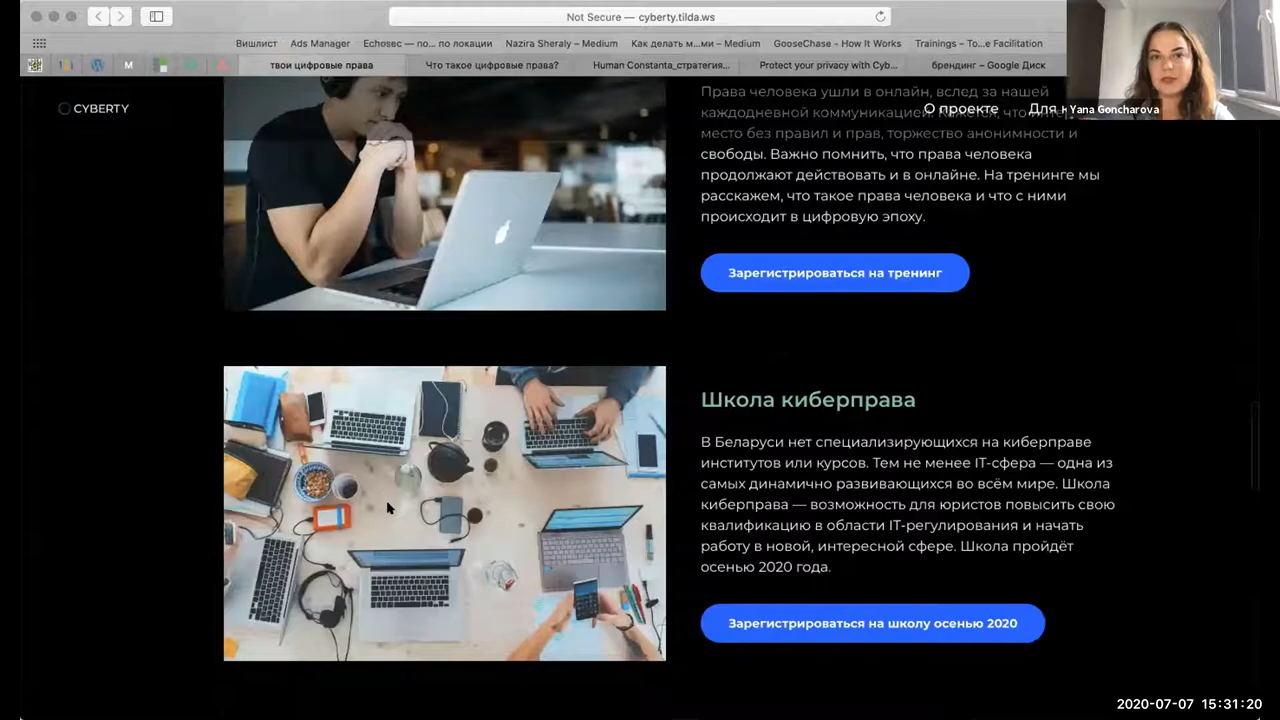 Not Secure — cyberty.tilda.ws
Вишлист Ads Manager Echosec — по... по локации Nazira Sheraly – Medium Как делать м...ми – Medium GooseChase - How It Works Trainings – To...e Facilitation
M твои цифровые права Что такое цифровые права? Human Constanta_стратегия... Protect your privacy with Cyb... брендинг – Google Диск
CYBERTY
О проекте Для Yana Goncharova
Права человека ушли в онлайн, вслед за нашей
каждодневной коммуникацией. Кажется, что
место без правил и прав, торжество анонимности и
свободы. Важно помнить, что права человека
продолжают действовать и в онлайне. На тренинге мы
расскажем, что такое права человека и что с ними
происходит в цифровую эпоху.
Зарегистрироваться на тренинг
Школа киберправа
В Беларуси нет специализирующихся на киберправе
институтов или курсов. Тем не менее IT-сфера — одна из
самых динамично развивающихся во всём мире. Школа
киберправа — возможность для юристов повысить свою
квалификацию в области IT-регулирования и начать
работу в новой, интересной сфере. Школа пройдёт
осенью 2020 года.
Зарегистрироваться на школу осенью 2020
2020-07-07 15:31:20